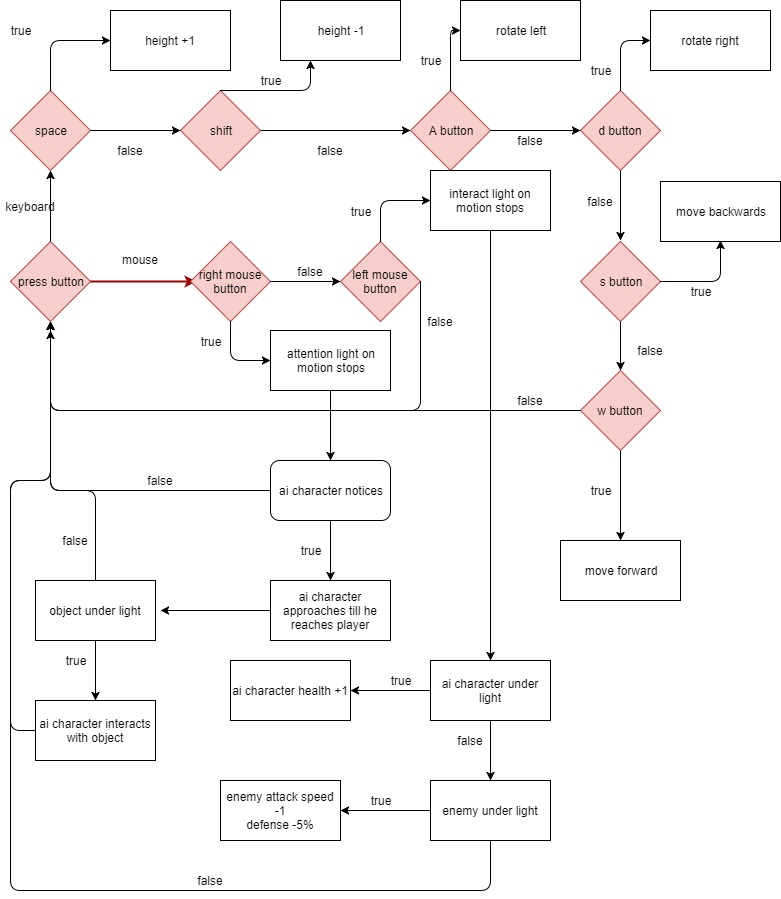 true
height +1
height -1
true
rotate left
true
rotate right
true
space
shift
A button
d button
false
false
false
false
keyboard
interact light on
motion stops
true
move backwards
press button
mouse
right mouse
button
false
left mouse
button
s button
true
true
attention light on
motion stops
false
false
false
w button
ai character notices
false
true
true
false
move forward
object under light
ai character
approaches till he
reaches player
true
ai character interacts
with object
ai character health +1
true
ai character under
light
false
enemy attack speed
-1
defense -5%
true
enemy under light
false